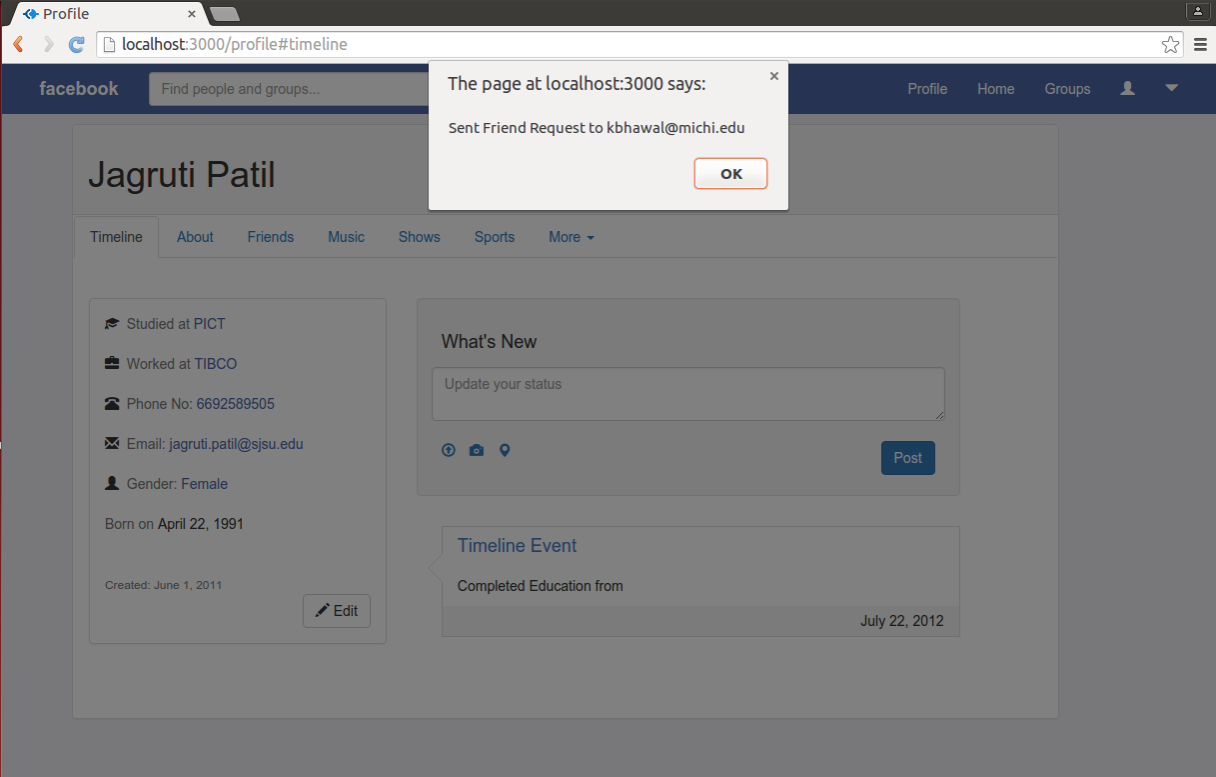 Profile
localhost:3000/profile#timeline
facebook
Find people and groups...
Profile
Home
Groups
The page at localhost:3000 says:
Sent Friend Request to kbhawal@michi.edu
OK
Jagruti Patil
Timeline
About
Friends
Music
Shows
Sports
More
Studied at PICT
Worked at TIBCO
Phone No: 6692589505
Email: jagruti.patil@sjsu.edu
Gender: Female
Born on April 22, 1991
Created: June 1, 2011
Edit
What's New
Update your status
Post
Timeline Event
Completed Education from
July 22, 2012